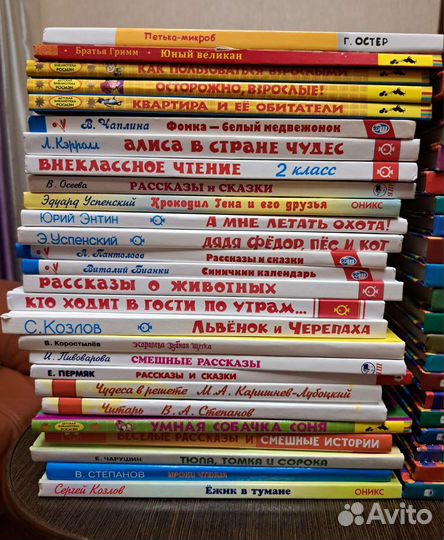 Петька-микроб Г. ОСТЕР
Братья Гримм Юный великан
КАК ПОЛЬЗОВАТЬСЯ ВЗРОСЛЫМИ
ОСТОРОЖНО, ВЗРОСЛЫЕ!
КВАРТИРА И ЕЁ ОБИТАТЕЛИ
В. Чаплина Фомка — белый медвежонок
Л. Кэрролл АЛИСА В СТРАНЕ ЧУДЕС
ВНЕКЛАССНОЕ ЧТЕНИЕ 2 класс
В. Осеева РАССКАЗЫ И СКАЗКИ
Эдуард Успенский Крокодил Гена и его друзья ОНИКС
ЮРИЙ ЭНТИН А МНЕ ЛЕТАТЬ ОХОТА!
Э. УСПЕНСКИЙ ДЯДЯ ФЁДОР, ПЁС И КОТ
Л. Пантелеев Рассказы и сказки
Виталий Бианки Синичкин календарь
РАССКАЗЫ О ЖИВОТНЫХ
КТО ХОДИТ В ГОСТИ ПО УТРАМ...
С. КОЗЛОВ ЛЬВЁНОК И ЧЕРЕПАХА
В. КОРОСТЫЛЁВ
И. Пивоварова СМЕШНЫЕ РАССКАЗЫ
Е. ПЕРМЯК РАССКАЗЫ И СКАЗКИ
Чудеса в решете М. А. Каришнев-Лубоцкий
Читарь В. А. Степанов
УМНАЯ СОБАЧКА СОНЯ
ВЕСЁЛЫЕ РАССКАЗЫ И СМЕШНЫЕ ИСТОРИИ
Е. ЧАРУШИН ТЮПА, ТОМКА И СОРОКА
В. СТЕПАНОВ УРОКИ ЧТЕНИЯ
Сергей Козлов Ёжик в тумане ОНИКС
Avito